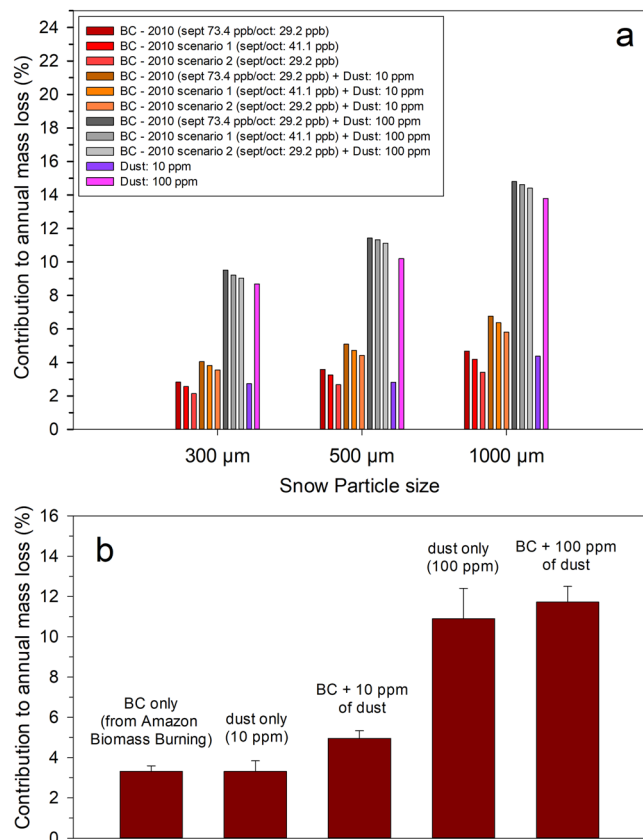 Contribution to annual mass loss (%)
24
22
20
18
16
14
12
10
8
6
4
2
0
a
BC - 2010 (sept 73.4 ppb/oct: 29.2 ppb)
BC - 2010 scenario 1 (sept/oct: 41.1 ppb)
BC - 2010 scenario 2 (sept/oct: 29.2 ppb)
BC - 2010 (sept 73.4 ppb/oct: 29.2 ppb) + Dust: 10 ppm
BC - 2010 scenario 1 (sept/oct: 41.1 ppb) + Dust: 10 ppm
BC - 2010 scenario 2 (sept/oct: 29.2 ppb) + Dust: 10 ppm
BC - 2010 (sept 73.4 ppb/oct: 29.2 ppb) + Dust: 100 ppm
BC - 2010 scenario 1 (sept/oct: 41.1 ppb) + Dust: 100 ppm
BC - 2010 scenario 2 (sept/oct: 29.2 ppb) + Dust: 100 ppm
Dust: 10 ppm
Dust: 100 ppm
300 µm
500 µm
1000 µm
Snow Particle size
Contribution to annual mass loss (%)
16
14
12
10
8
6
4
2
0
b
BC only
(from Amazon
Biomass Burning)
dust only
(10 ppm)
BC + 10 ppm
of dust
dust only
(100 ppm)
BC + 100 ppm
of dust